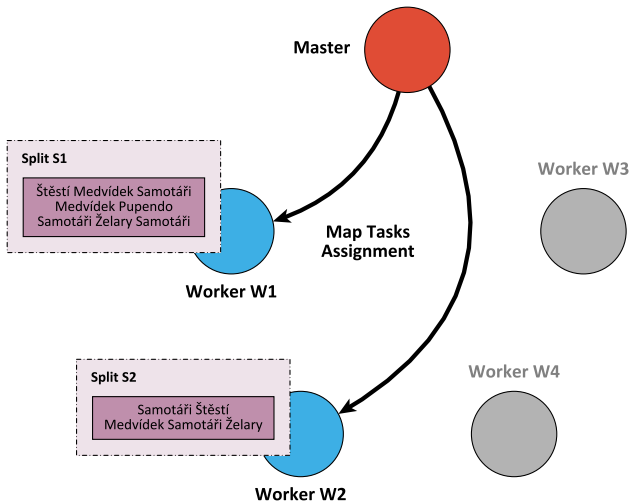 Master
Split S1
Štěstí Medvídek Samotáři
Medvídek Pupendo
Samotáři Želary Samotáři
Worker W3
Map Tasks
Assignment
Worker W1
Split S2
Samotáři Štěstí
Medvídek Samotáři Želary
Worker W4
Worker W2